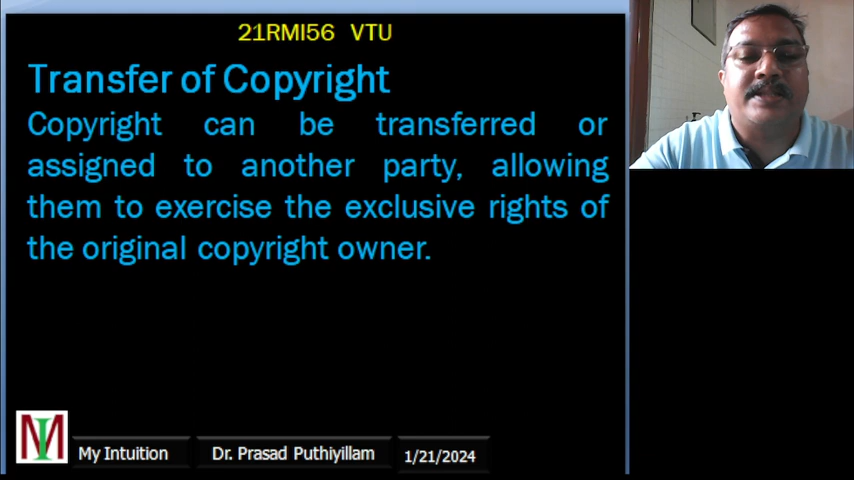 21RMI56 VTU
Transfer of Copyright
Copyright can be transferred or
assigned to another party, allowing
them to exercise the exclusive rights of
the original copyright owner.
MI
My Intuition
Dr. Prasad Puthiyillam
1/21/2024